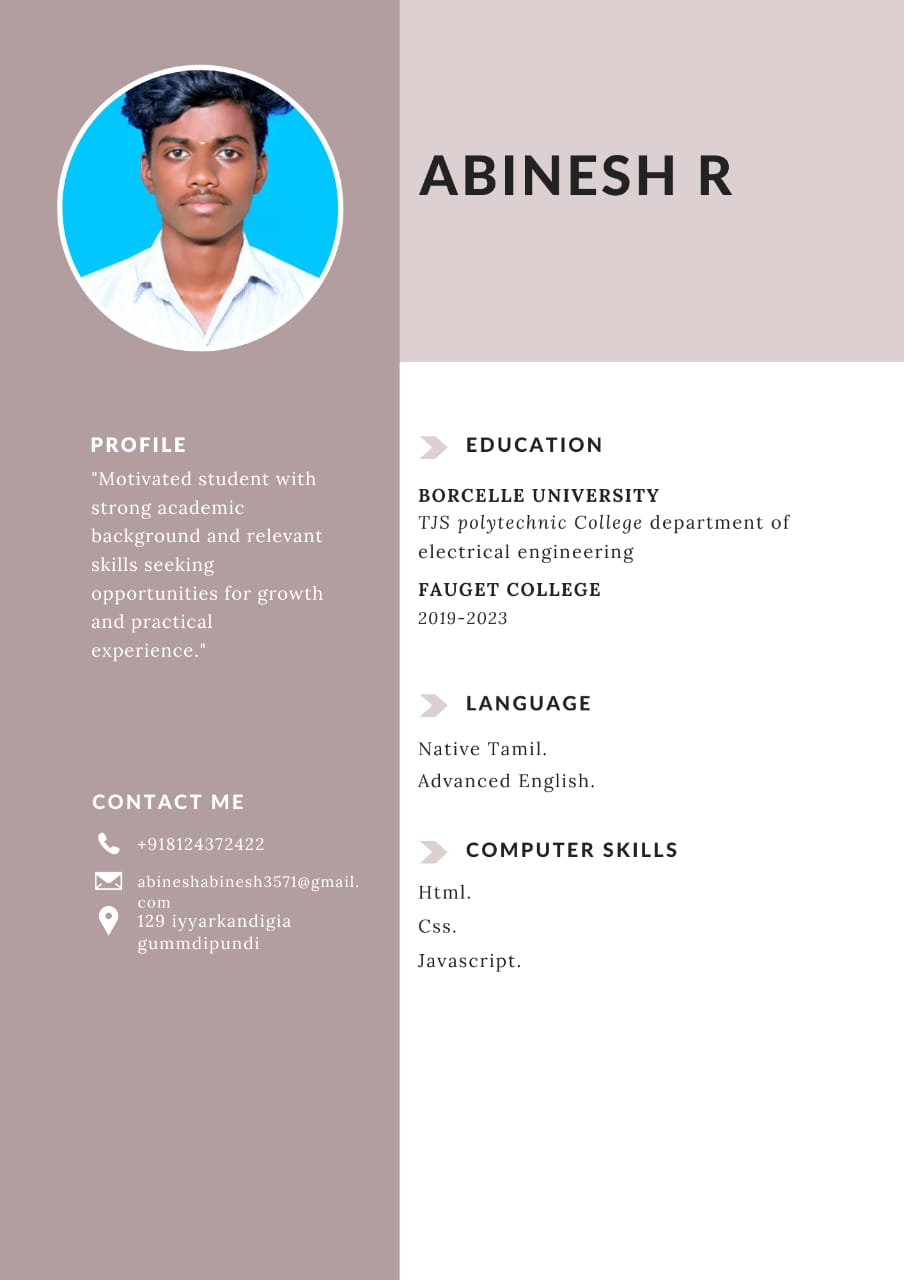 ABINESH R
PROFILE
"Motivated student with
strong academic
background and relevant
skills seeking
opportunities for growth
and practical
experience."
CONTACT ME
+918124372422
abineshabinesh3571@gmail.
com
129 iyyarkandigia
gummdipundi
EDUCATION
BORCELLE UNIVERSITY
TJS polytechnic College department of
electrical engineering
FAUGET COLLEGE
2019-2023
LANGUAGE
Native Tamil.
Advanced English.
COMPUTER SKILLS
Html.
Css.
Javascript.